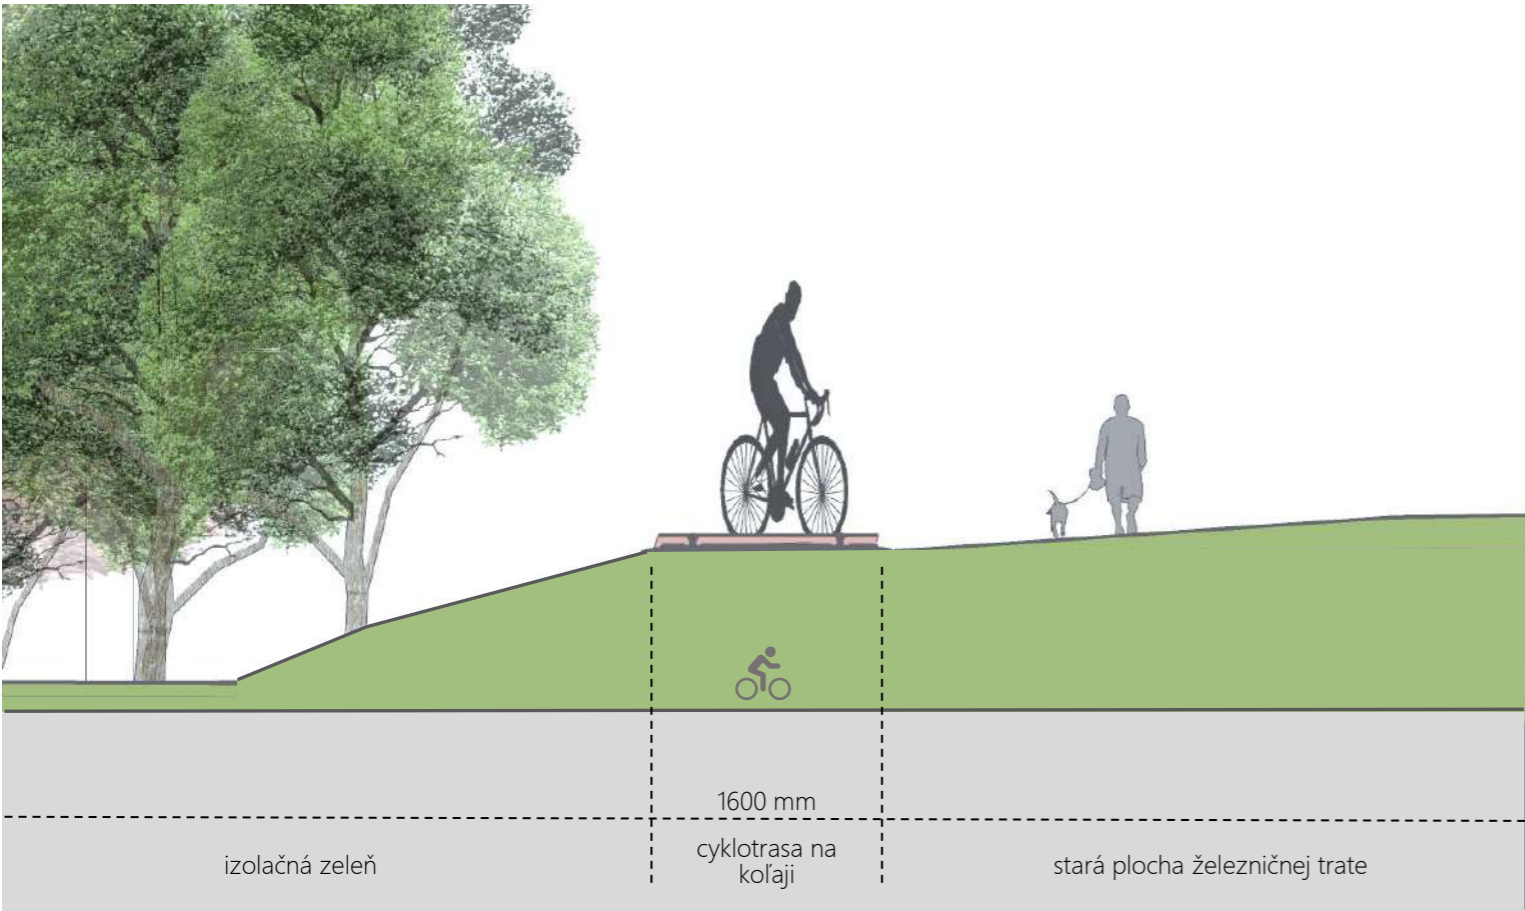 1600 mm
izolačná zeleň
cyklotrasa na
koľaji
stará plocha železničnej trate